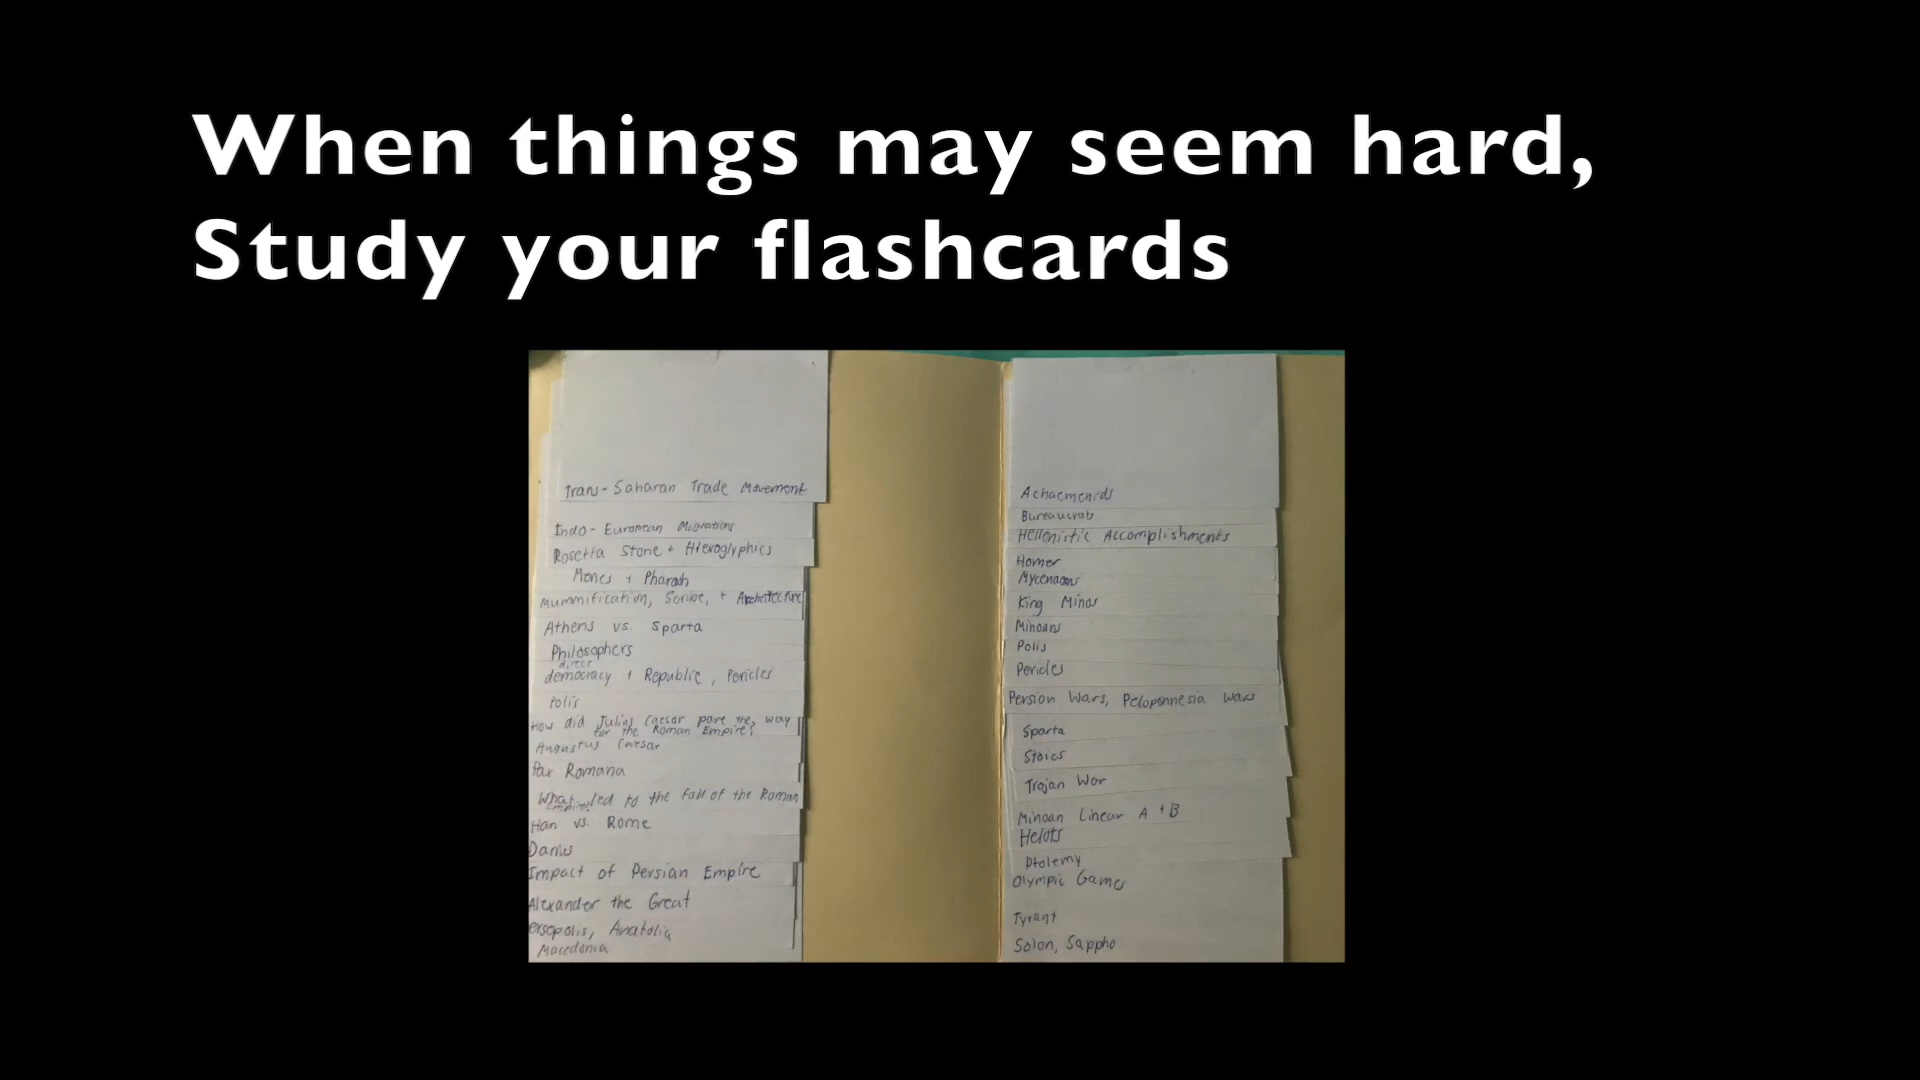 When things may seem hard,
Study your flashcards
Trans-Saharan Trade Movement
Indo-European Migrations
Rosetta Stone + Hieroglyphics
Menes + Pharaoh
Mummification, Scribe, + Architecture
Athens vs. Sparta
Philosophers
direct
democracy + Republic, Pericles
Polis
How did Julius Caesar pave the way
for the Roman Empire?
Augustus Caesar
Pax Romana
What led to the fall of the Roman
Empire?
Han vs. Rome
Darius
Impact of Persian Empire
Alexander the Great
ersopolis, Anatolia
Macedonia
Achaemenids
Bureaucrats
Hellenistic Accomplishments
Homer
Mycenaeans
King Minos
Minoans
Polis
Pericles
Persian Wars, Peloponnesia wars
Sparta
Stoics
Trojan War
Minoan Linear A + B
Helots
Ptolemy
Olympic Games
Tyrant
Solon, Sappho